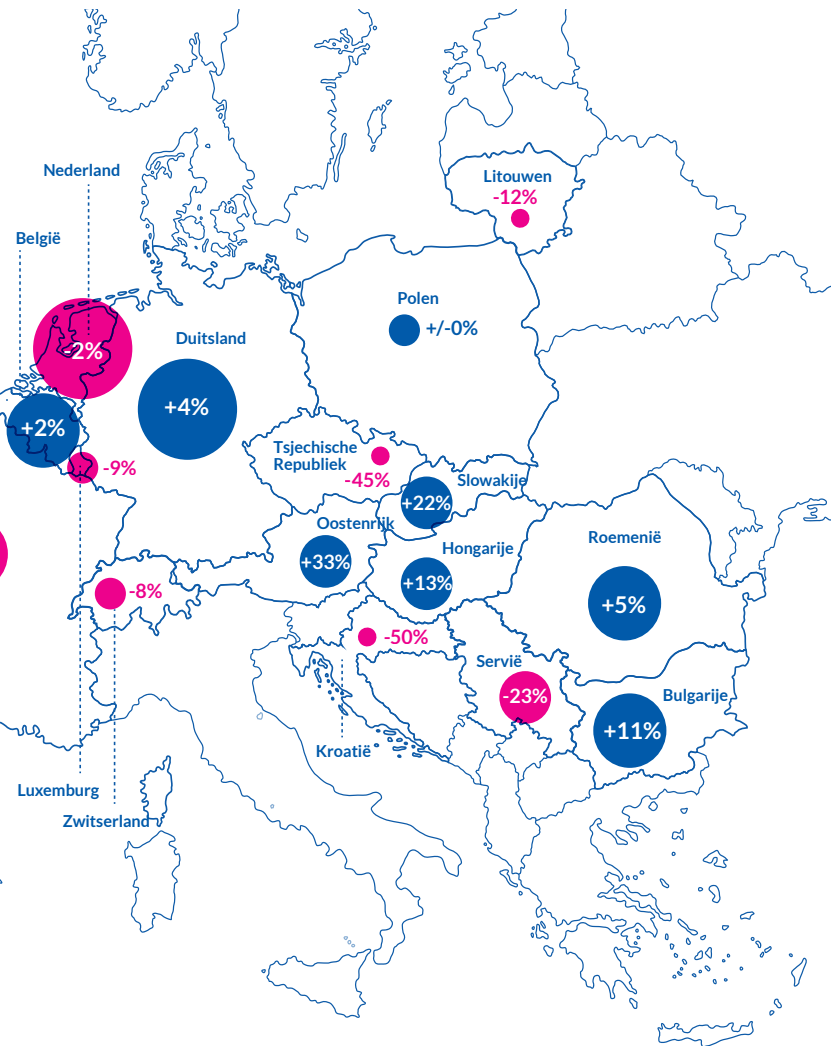 Litouwen
-12%
Nederland
België
Polen
+/-0%
Duitsland
-2%
+4%
+2%
-9%
Tsjechische
Republiek
-45%
Slowakije
+22%
Oostenrijk
+33%
Hongarije
+13%
Roemenië
+5%
-8%
-50%
Servië
-23%
Bulgarije
+11%
Kroatië
Luxemburg
Zwitserland